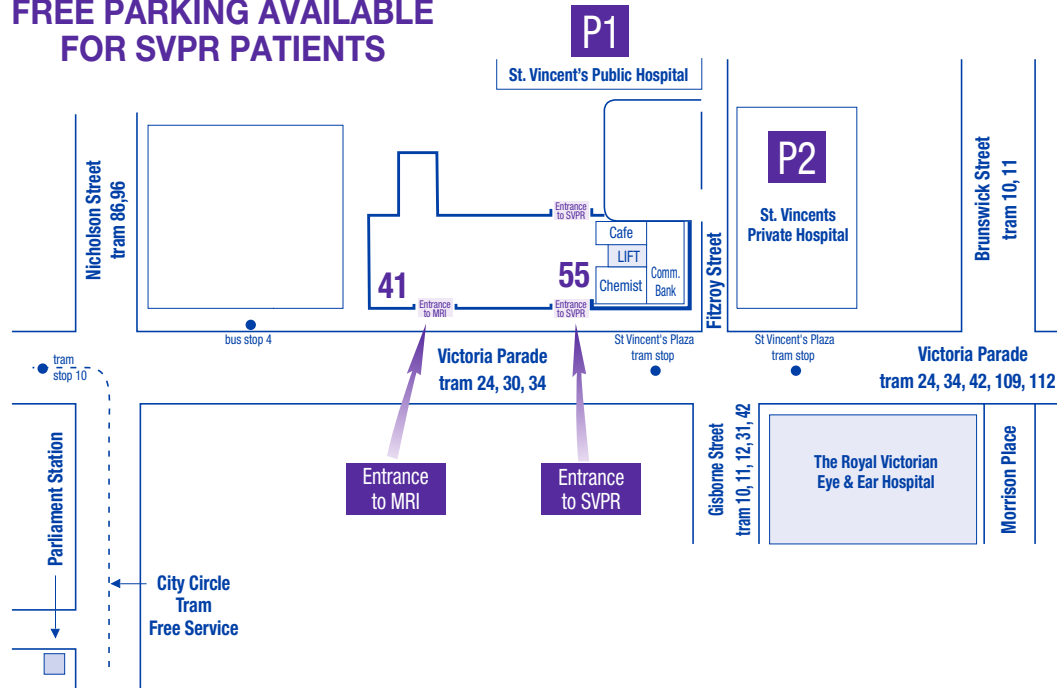 FREE PARKING AVAILABLE
FOR SVPR PATIENTS
P1
St. Vincent's Public Hospital
Nicholson Street
tram 86,96
P2
St. Vincents
Private Hospital
Brunswick Street
tram 10, 11
Entrance
to SVPR
Cafe
LIFT
Chemist
Comm.
Bank
Fitzroy Street
41
55
Entrance
to MRI
Entrance
to SVPR
bus stop 4
St Vincent's Plaza
tram stop
St Vincent's Plaza
tram stop
tram
stop 10
Victoria Parade
tram 24, 30, 34
Victoria Parade
tram 24, 34, 42, 109, 112
Parliament Station
Entrance
to MRI
Entrance
to SVPR
Gisborne Street
tram 10, 11, 12, 31, 42
The Royal Victorian
Eye & Ear Hospital
Morrison Place
City Circle
Tram
Free Service